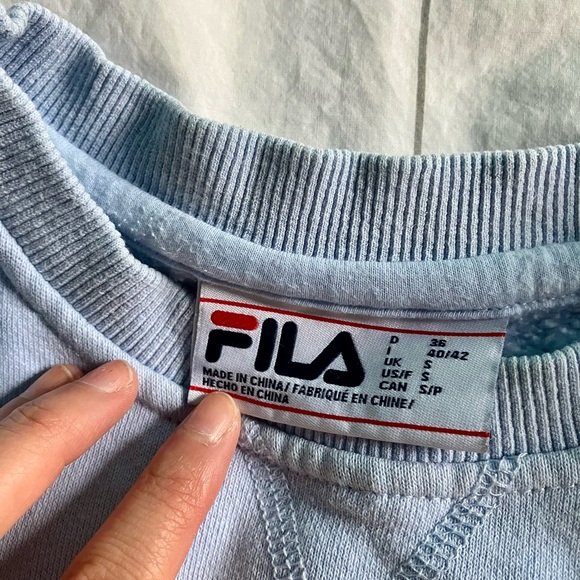 FILA
D 36
I 40/42
UK S
US/F S
CAN S/P
MADE IN CHINA / FABRIQUÉ EN CHINE /
HECHO EN CHINA